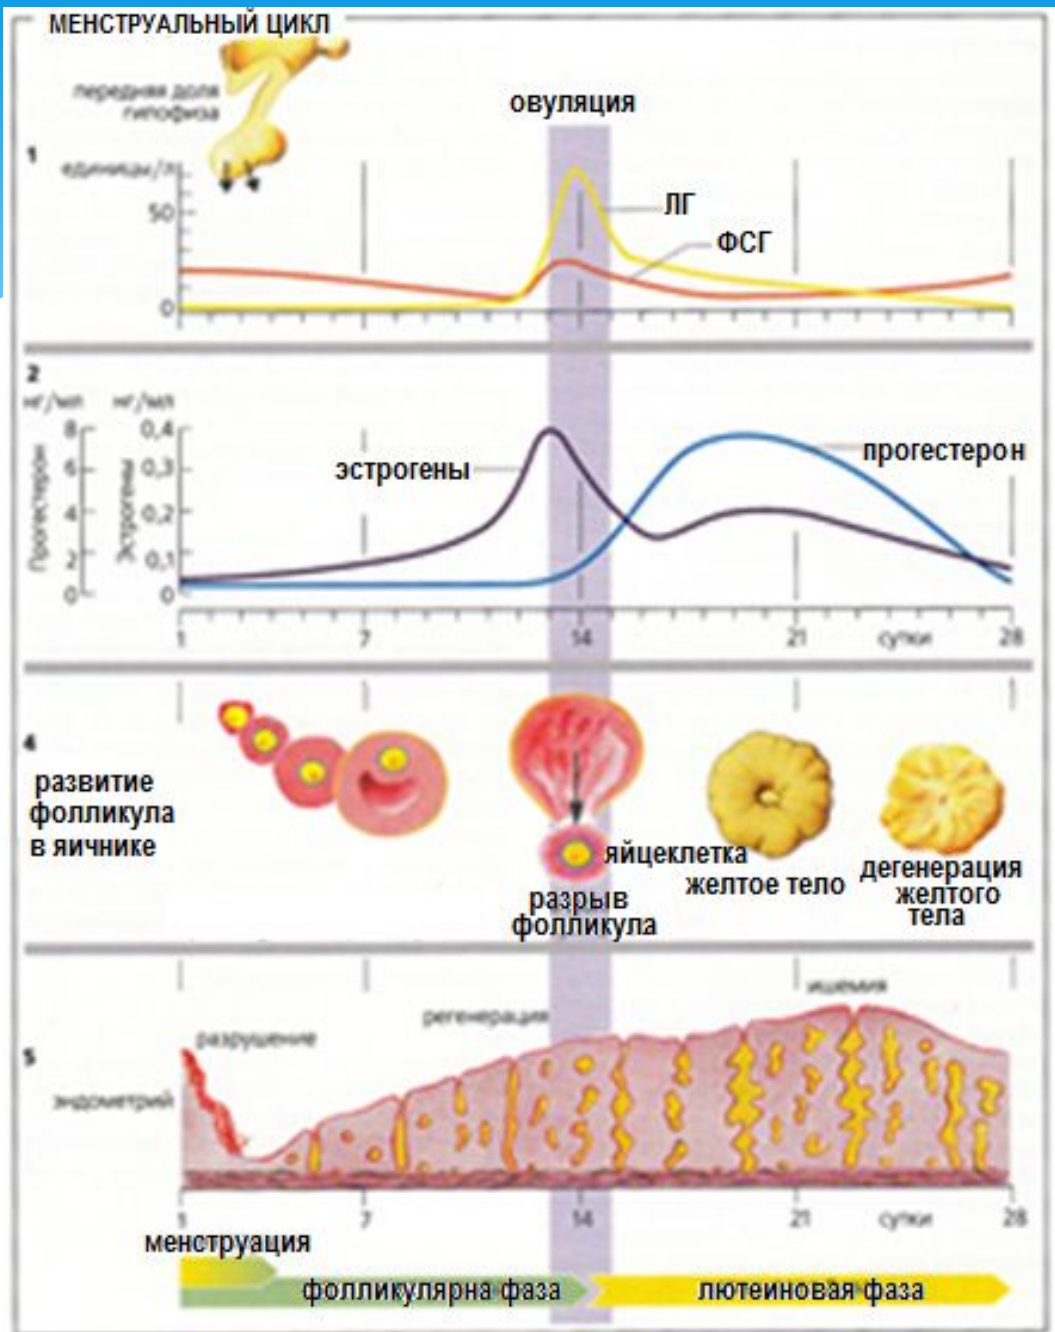 МЕНСТРУАЛЬНЫЙ ЦИКЛ
передняя доля
гипофиза
овуляция
1
единицы/л
50
ЛГ
ФСГ
0
2
нг/мл
нг/мл
8
0,4
6
0,3
4
0,2
2
0,1
0
0
Прогестерон
Эстрогены
эстрогены
прогестерон
1
7
14
21
сутки
28
4
развитие
фолликула
в яичнике
яйцеклетка
разрыв
фолликула
желтое тело
дегенерация
желтого
тела
5
разрушение
регенерация
ишемия
эндометрий
1
7
14
21
сутки
28
менструация
фолликулярна фаза
лютеиновая фаза